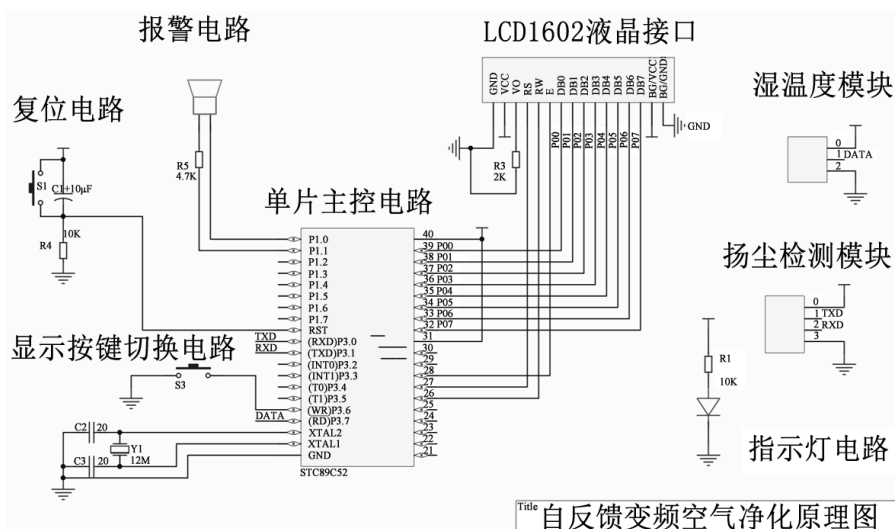 报警电路
LCD1602液晶接口
GND
VCC
VO
RS
RW
E
DB0
DB1
DB2
DB3
DB4
DB5
DB6
DB7
BG/VCC
BG/GND
湿温度模块
0
1 DATA
2
复位电路
S1
C1+10μF
10K
R4
R5
4.7K
R3
2K
P00
P01
P02
P03
P04
P05
P06
P07
GND
单片主控电路
P1.0
P1.1
P1.2
P1.3
P1.4
P1.5
P1.6
P1.7
RST
(RXD)P3.0
(TXD)P3.1
(INT0)P3.2
(INT1)P3.3
(T0)P3.4
(T1)P3.5
(WR)P3.6
(RD)P3.7
XTAL2
XTAL1
GND
40
39 P00
38 P01
37 P02
36 P03
35 P04
34 P05
33 P06
32 P07
31
30
29
28
27
26
25
24
23
22
21
STC89C52
扬尘检测模块
0
1 TXD
2 RXD
3
显示按键切换电路
TXD
RXD
S3
DATA
C2 20
Y1
12M
C3 20
R1
10K
指示灯电路
Title 自反馈变频空气净化原理图